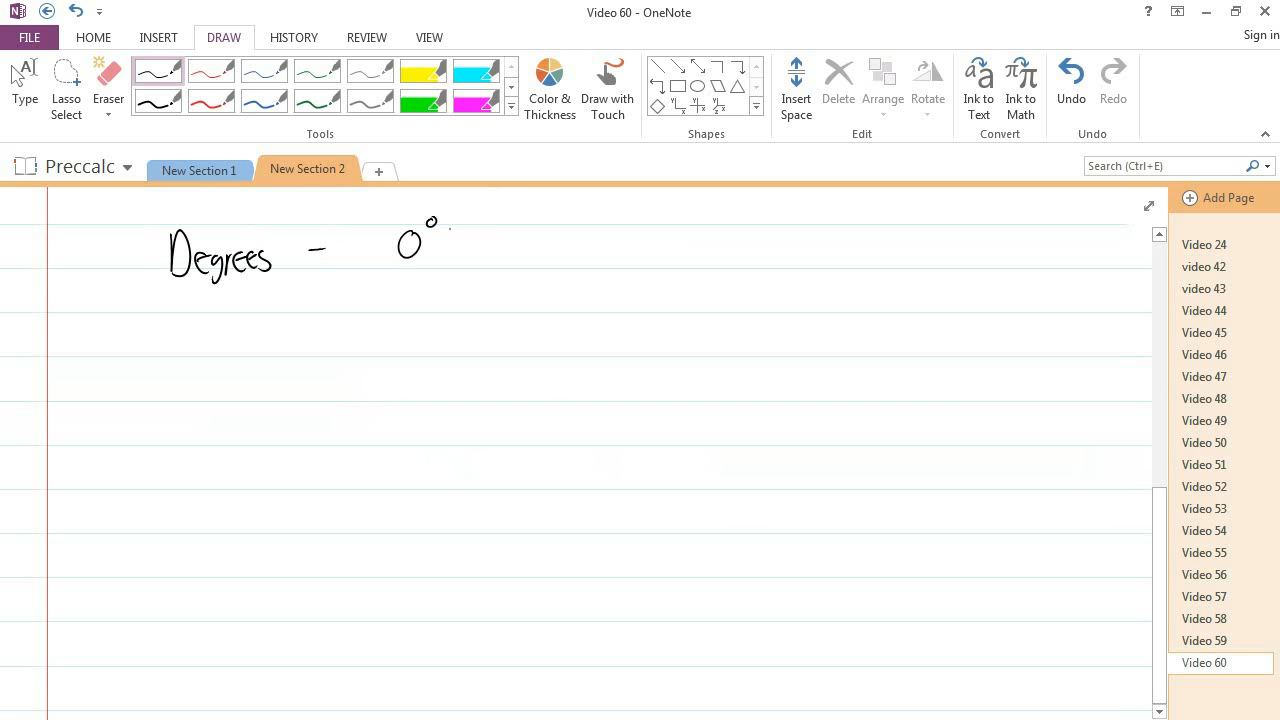 Video 60 - OneNote
Sign in
FILE HOME INSERT DRAW HISTORY REVIEW VIEW
Type
Lasso Select
Eraser
Color & Thickness
Draw with Touch
Insert Space
Delete
Arrange
Rotate
Ink to Text
Ink to Math
Undo
Redo
Tools Shapes Edit Convert Undo
Preccalc
New Section 1
New Section 2
Search (Ctrl+E)
Add Page
Degrees - 0°
Video 24
video 42
video 43
Video 44
Video 45
Video 46
Video 47
Video 48
Video 49
Video 50
Video 51
Video 52
Video 53
Video 54
Video 55
Video 56
Video 57
Video 58
Video 59
Video 60